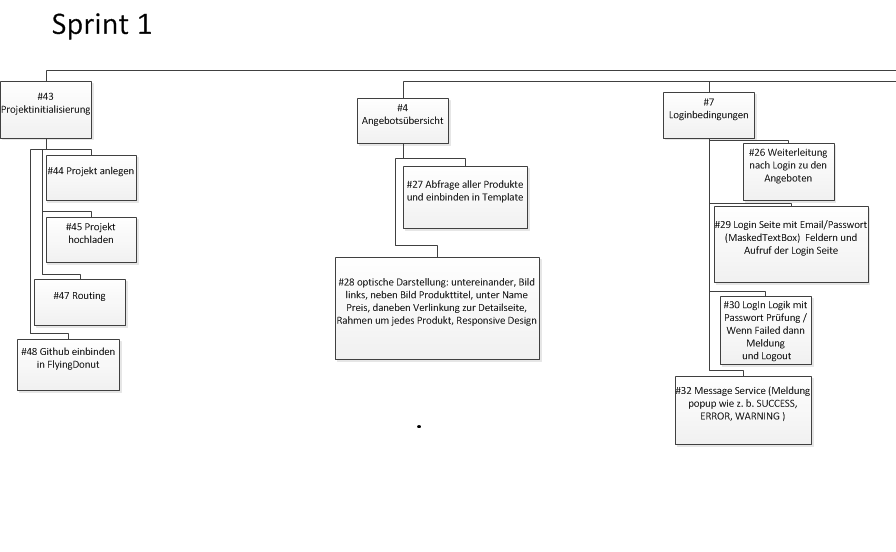 Sprint 1
#43
Projektinitialisierung
#44 Projekt anlegen
#45 Projekt
hochladen
#47 Routing
#48 Github einbinden
in FlyingDonut
#4
Angebotsübersicht
#27 Abfrage aller Produkte
und einbinden in Template
#28 optische Darstellung: untereinander, Bild
links, neben Bild Produkttitel, unter Name
Preis, daneben Verlinkung zur Detailseite,
Rahmen um jedes Produkt, Responsive Design
#7
Loginbedingungen
#26 Weiterleitung
nach Login zu den
Angeboten
#29 Login Seite mit Email/Passwort
(MaskedTextBox) Feldern und
Aufruf der Login Seite
#30 LogIn Logik mit
Passwort Prüfung /
Wenn Failed dann
Meldung
und Logout
#32 Message Service (Meldung
popup wie z. b. SUCCESS,
ERROR, WARNING )